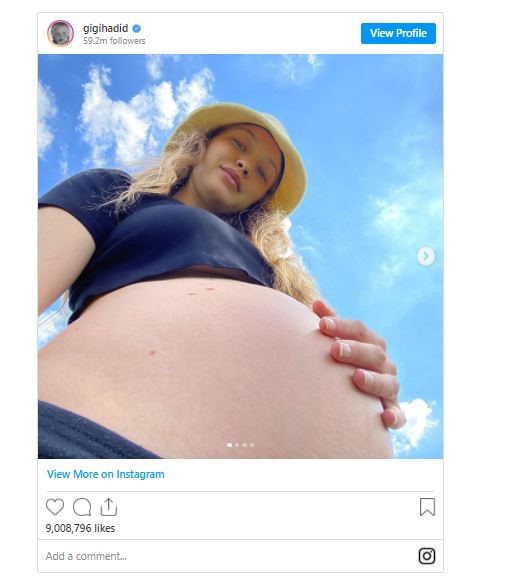 gigihadid
59.2m followers
View Profile
View More on Instagram
9,008,796 likes
Add a comment...